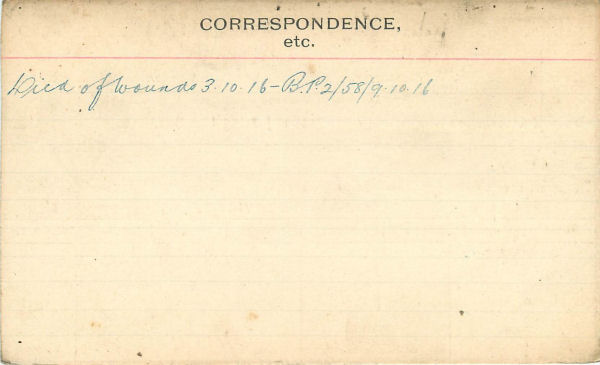 CORRESPONDENCE,
etc.
Died of Wounds 3.10.16 – B.P.2/58/9.10.16